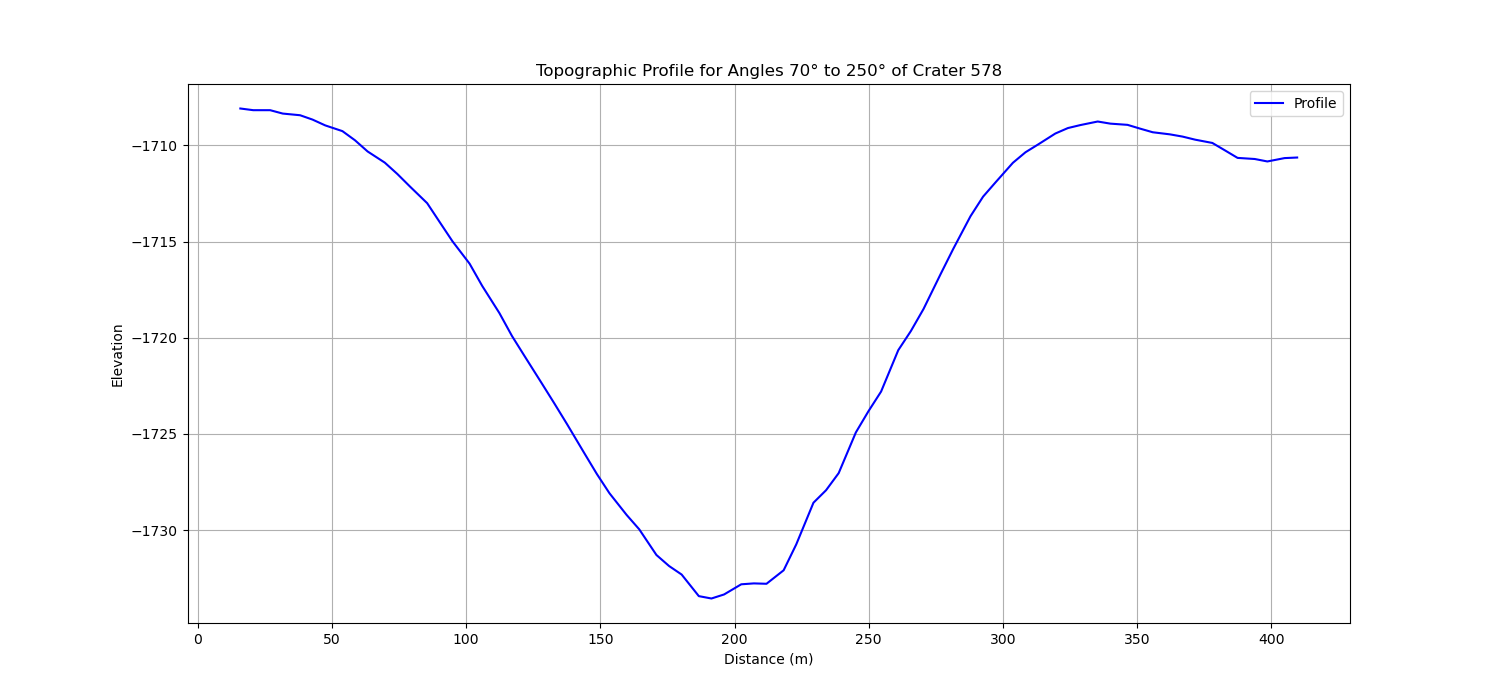 Topographic Profile for Angles 70° to 250° of Crater 578
Profile
−1710
−1715
−1720
−1725
−1730
Elevation
0 50 100 150 200 250 300 350 400
Distance (m)